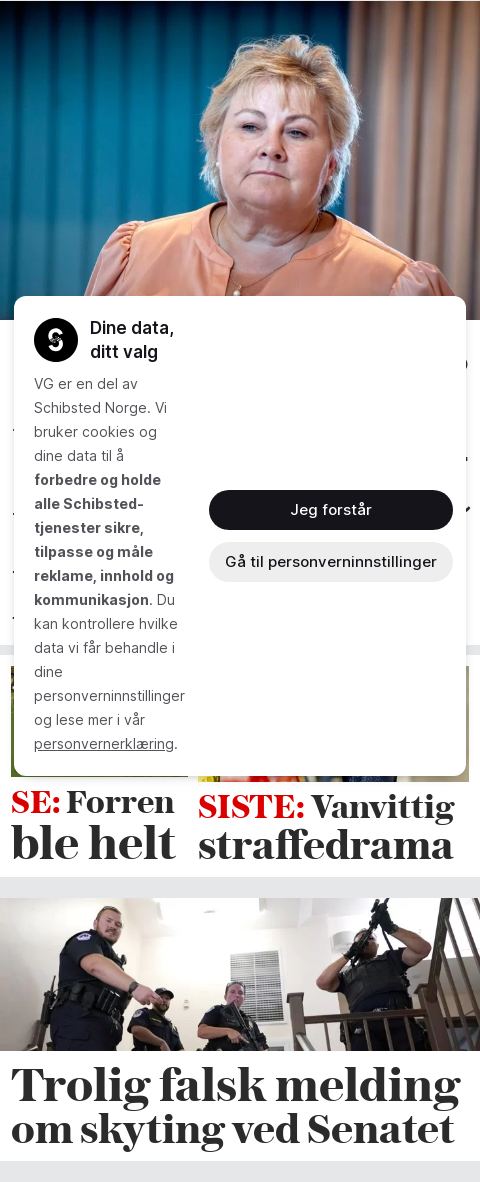 Dine data,
ditt valg
VG er en del av
Schibsted Norge. Vi
bruker cookies og
dine data til å
forbedre og holde
alle Schibsted-
tjenester sikre,
tilpasse og måle
reklame, innhold og
kommunikasjon. Du
kan kontrollere hvilke
data vi får behandle i
dine
personverninnstillinger
og lese mer i vår
personvernerklæring.
Jeg forstår
Gå til personverninnstillinger
SE: Forren
ble helt
SISTE: Vanvittig
straffedrama
Trolig falsk melding
om skyting ved Senatet